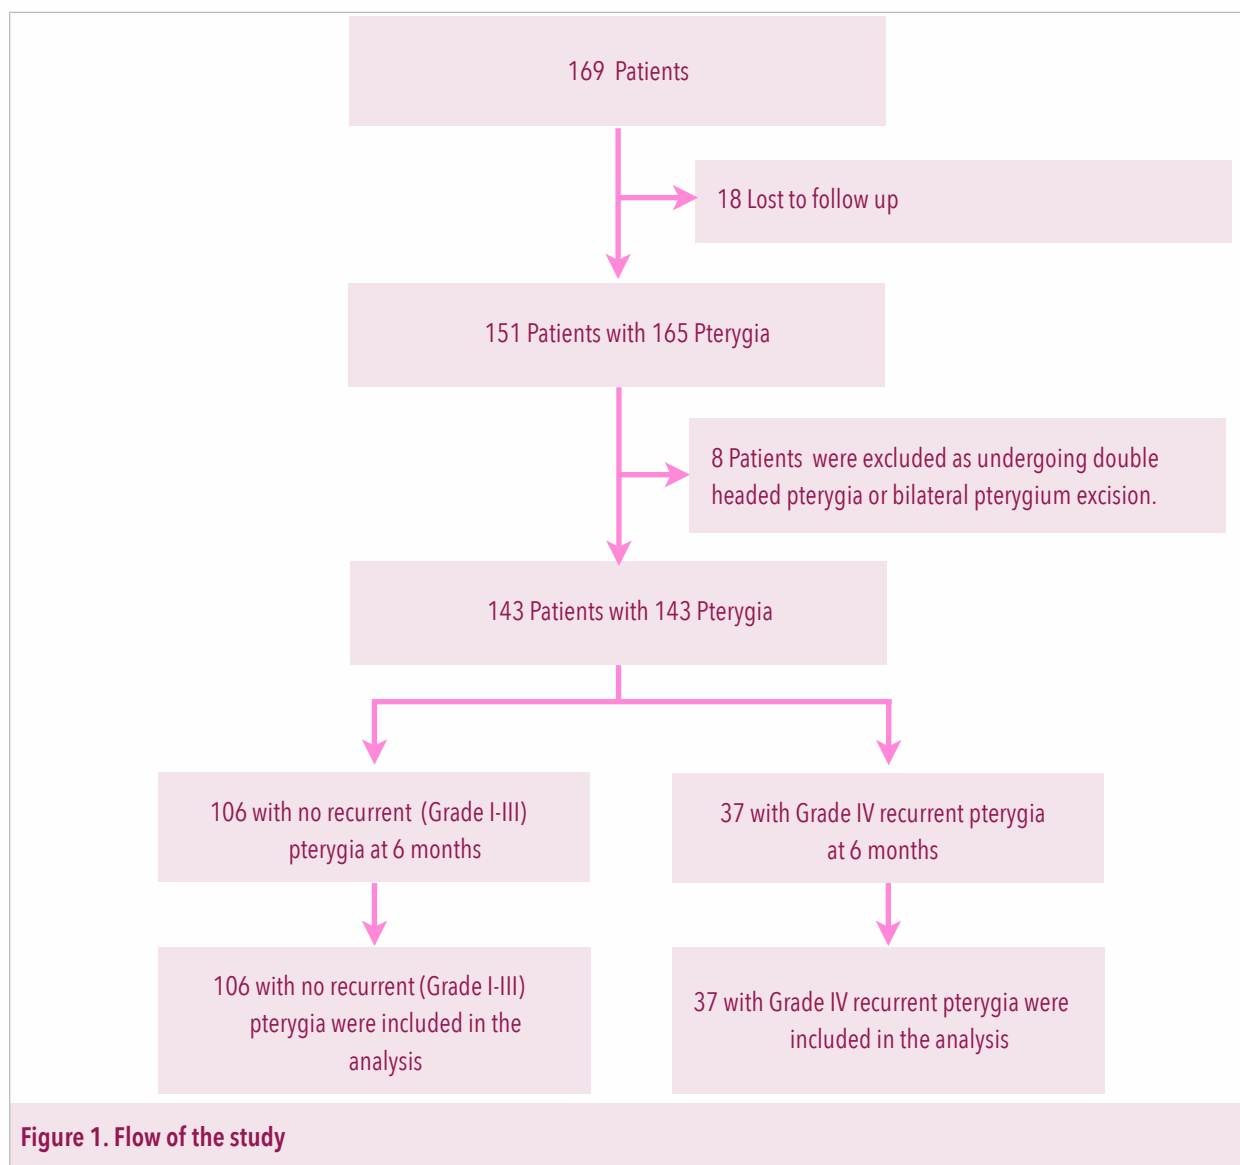 169 Patients
18 Lost to follow up
151 Patients with 165 Pterygia
8 Patients were excluded as undergoing double
headed pterygia or bilateral pterygium excision.
143 Patients with 143 Pterygia
106 with no recurrent (Grade I-III)
pterygia at 6 months
37 with Grade IV recurrent pterygia
at 6 months
106 with no recurrent (Grade I-III)
pterygia were included in the
analysis
37 with Grade IV recurrent pterygia were
included in the analysis
Figure 1. Flow of the study